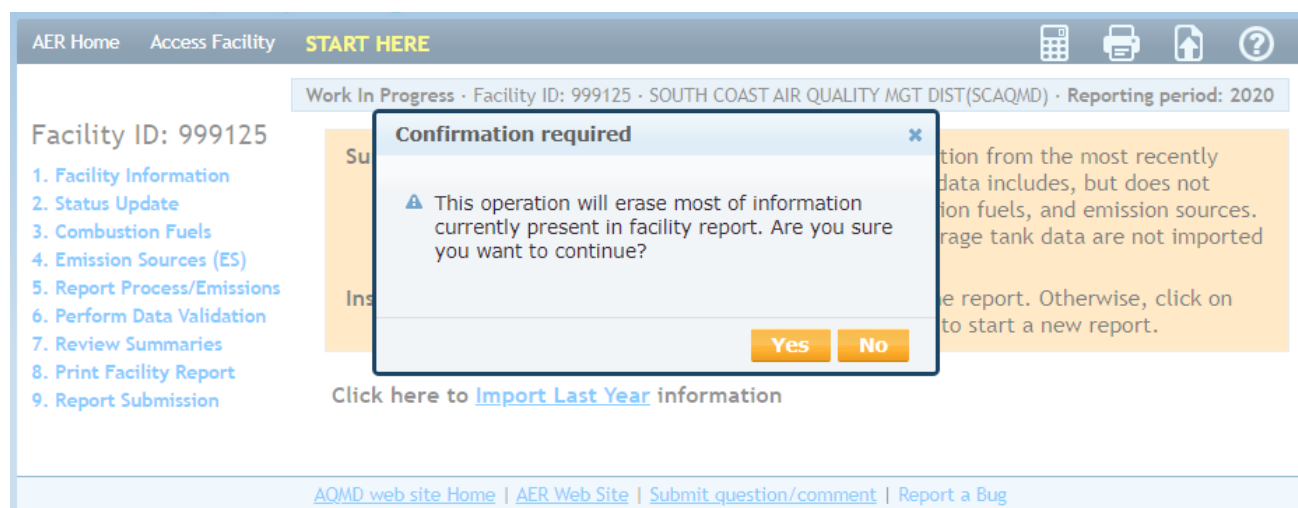 AER Home Access Facility START HERE
Work In Progress · Facility ID: 999125 · SOUTH COAST AIR QUALITY MGT DIST(SCAQMD) · Reporting period: 2020
Facility ID: 999125
1. Facility Information
2. Status Update
3. Combustion Fuels
4. Emission Sources (ES)
5. Report Process/Emissions
6. Perform Data Validation
7. Review Summaries
8. Print Facility Report
9. Report Submission
Confirmation required
This operation will erase most of information
currently present in facility report. Are you sure
you want to continue?
Yes No
Su
tion from the most recently
data includes, but does not
ion fuels, and emission sources.
rage tank data are not imported
Ins
e report. Otherwise, click on
to start a new report.
Click here to Import Last Year information
AQMD web site Home | AER Web Site | Submit question/comment | Report a Bug